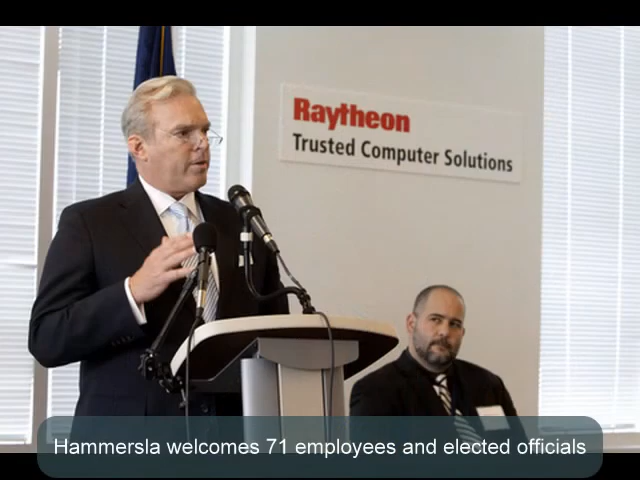 Raytheon
Trusted Computer Solutions
Hammersla welcomes 71 employees and elected officials